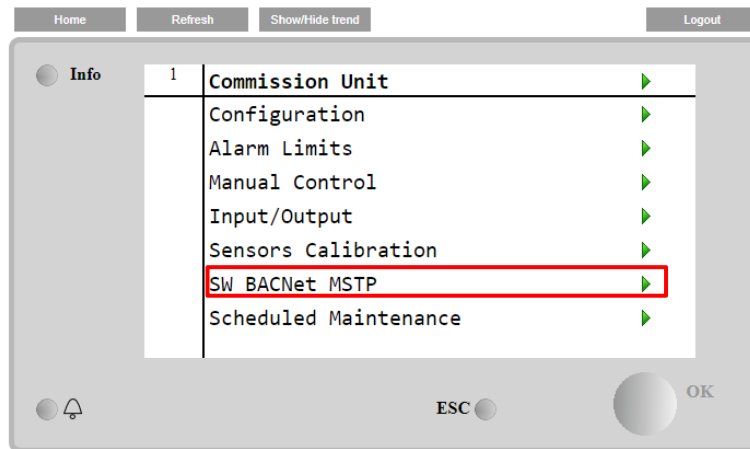 Home Refresh Show/Hide trend Logout
Info
1 Commission Unit
Configuration
Alarm Limits
Manual Control
Input/Output
Sensors Calibration
SW BACNet MSTP
Scheduled Maintenance
ESC OK